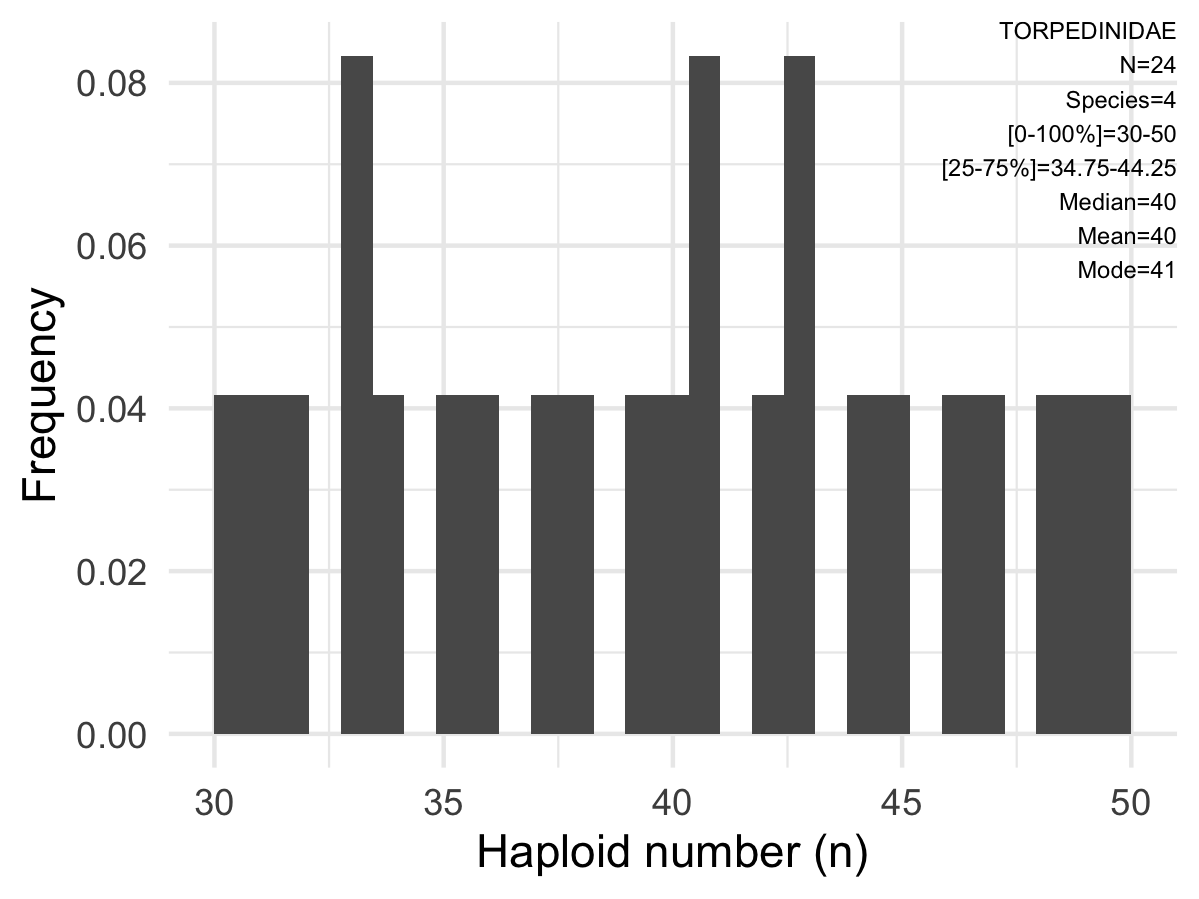 TORPEDINIDAE
N=24
Species=4
[0-100%]=30-50
[25-75%]=34.75-44.25
Median=40
Mean=40
Mode=41
Frequency
0.08
0.06
0.04
0.02
0.00
30 35 40 45 50
Haploid number (n)